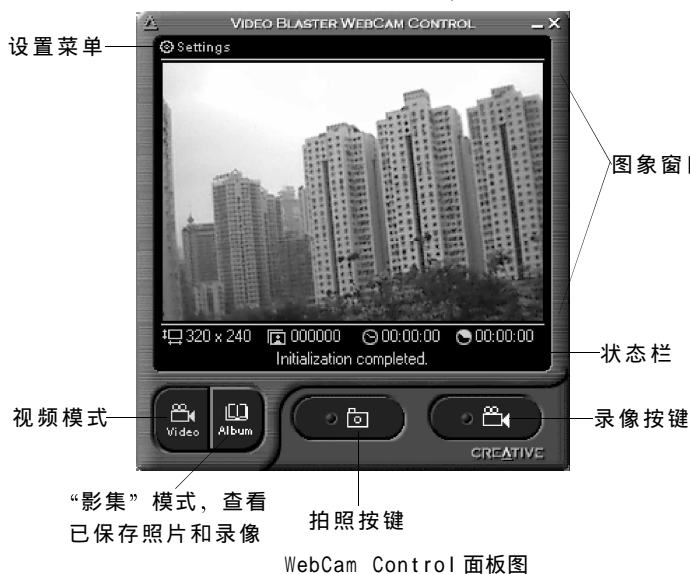 VIDEO BLASTER WEBCAM CONTROL
设置菜单
Settings
图象窗
320 x 240 000000 00:00:00 00:00:00
Initialization completed.
状态栏
视频模式
Video
Album
录像按键
CREATIVE
“影集”模式，查看
已保存照片和录像
拍照按键
WebCam Control 面板图